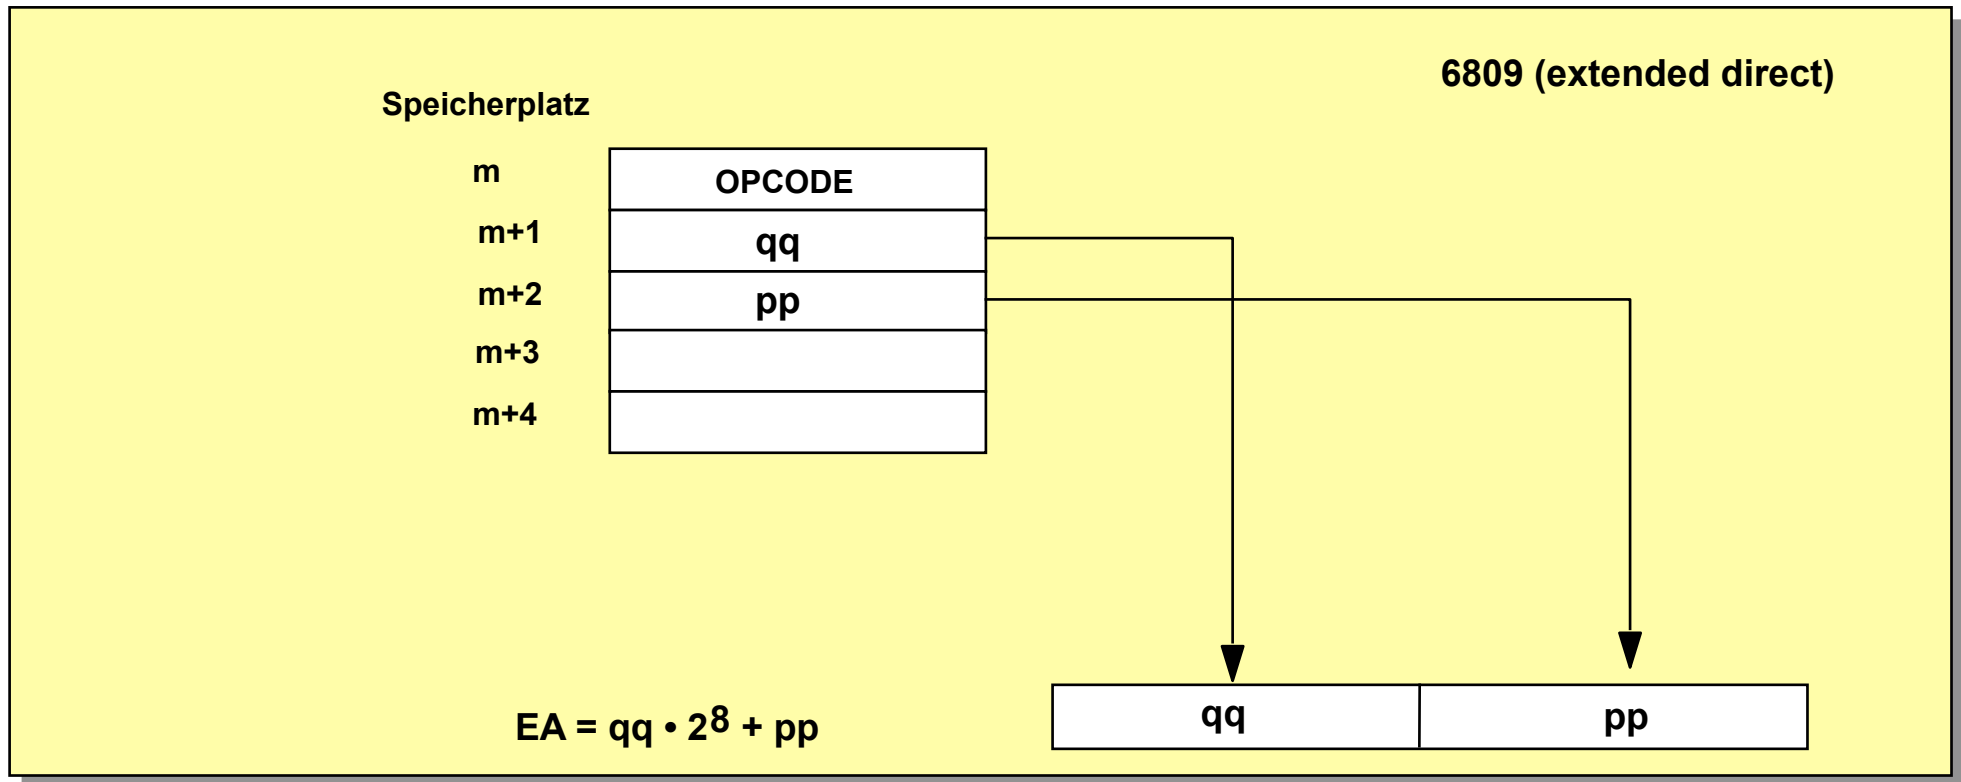 6809 (extended direct)
Speicherplatz
m
OPCODE
m+1
qq
m+2
pp
m+3
m+4
EA = qq • 2⁸ + pp
qq
pp